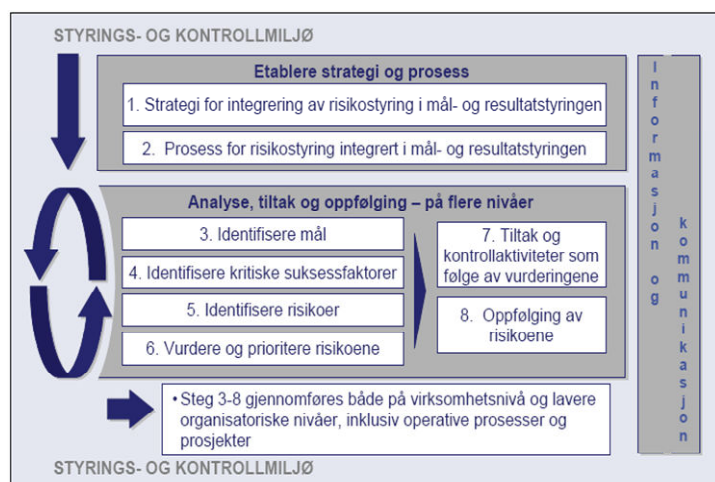 STYRINGS- OG KONTROLLMILJØ
Etablere strategi og prosess
1. Strategi for integrering av risikostyring i mål- og resultatstyringen
2. Prosess for risikostyring integrert i mål- og resultatstyringen
Analyse, tiltak og oppfølging – på flere nivåer
3. Identifisere mål
4. Identifisere kritiske suksessfaktorer
5. Identifisere risikoer
6. Vurdere og prioritere risikoene
7. Tiltak og
kontrollaktiviteter som
følge av vurderingene
8. Oppfølging av
risikoene
• Steg 3-8 gjennomføres både på virksomhetsnivå og lavere
organisatoriske nivåer, inklusiv operative prosesser og
prosjekter
Informasjon og
kommunikasjon
STYRINGS- OG KONTROLLMILJØ